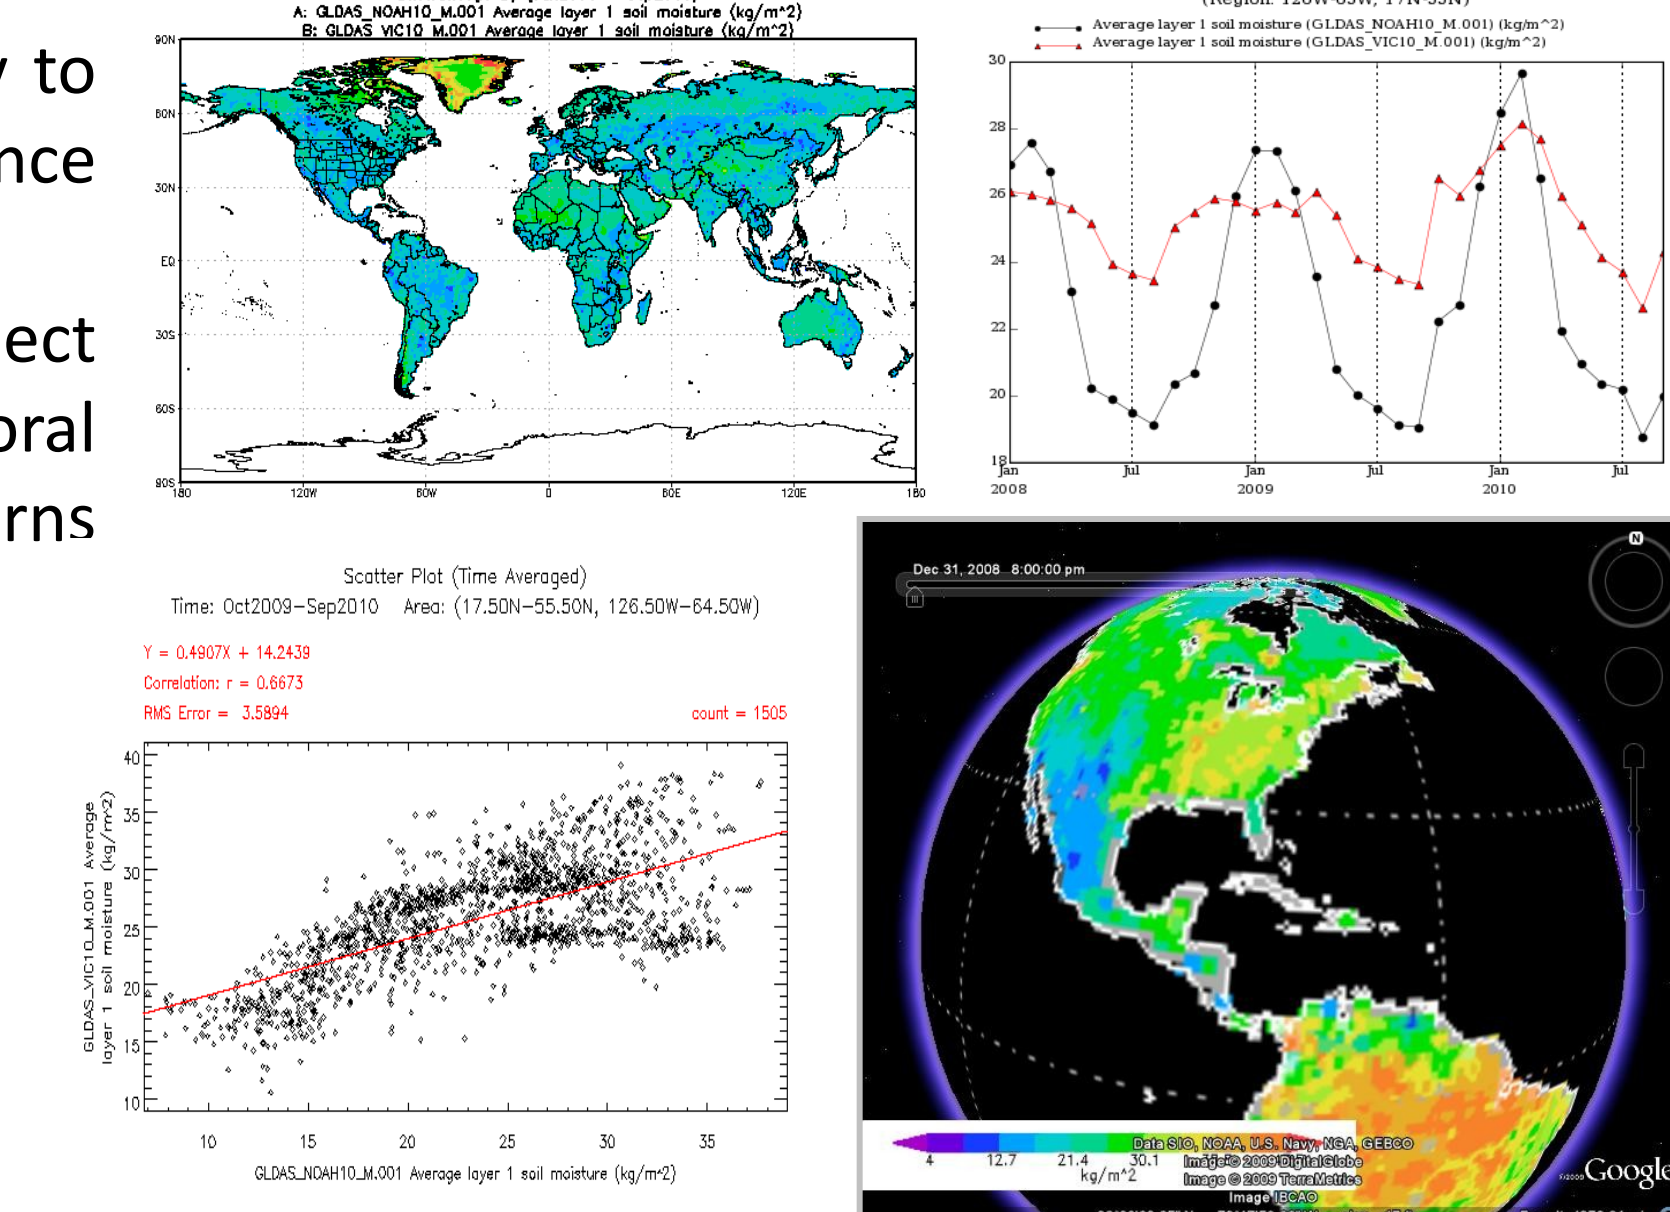 y to
nce
ect
oral
rns
A: GLDAS_NOAH10_M.001 Average layer 1 soil moisture (kg/m^2)
B: GLDAS_VIC10_M.001 Average layer 1 soil moisture (kg/m^2)
90N
60N
30N
EQ
30S
60S
90S
180 120W 60W 0 60E 120E 180
(Region: 126W-65W, 17N-55N)
Average layer 1 soil moisture (GLDAS_NOAH10_M.001) (kg/m^2)
Average layer 1 soil moisture (GLDAS_VIC10_M.001) (kg/m^2)
30
28
26
24
22
20
18
Jan Jul Jan Jul Jan Jul
2008 2009 2010
Scatter Plot (Time Averaged)
Time: Oct2009-Sep2010 Area: (17.50N-55.50N, 126.50W-64.50W)
Y = 0.4907X + 14.2439
Correlation: r = 0.6673
RMS Error = 3.5894 count = 1505
40
35
30
25
20
15
10
GLDAS_VIC10_M.001 Average
layer 1 soil moisture (kg/m^2)
10 15 20 25 30 35
GLDAS_NOAH10_M.001 Average layer 1 soil moisture (kg/m^2)
Dec 31, 2008 8:00:00 pm
N
Data SIO, NOAA, U.S. Navy, NGA, GEBCO
4 12.7 21.4 30.1
Image © 2009 DigitalGlobe
kg/m^2
Image © 2009 TerraMetrics
Image IBCAO
©2009 Google